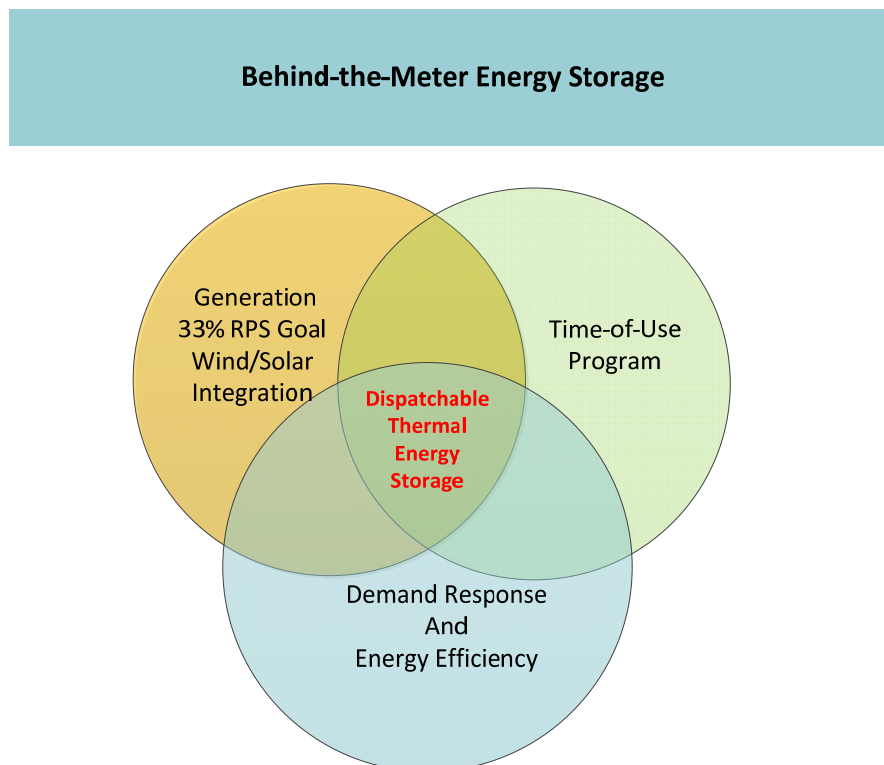 Behind-the-Meter Energy Storage
Generation
33% RPS Goal
Wind/Solar
Integration
Time-of-Use
Program
Dispatchable
Thermal
Energy
Storage
Demand Response
And
Energy Efficiency